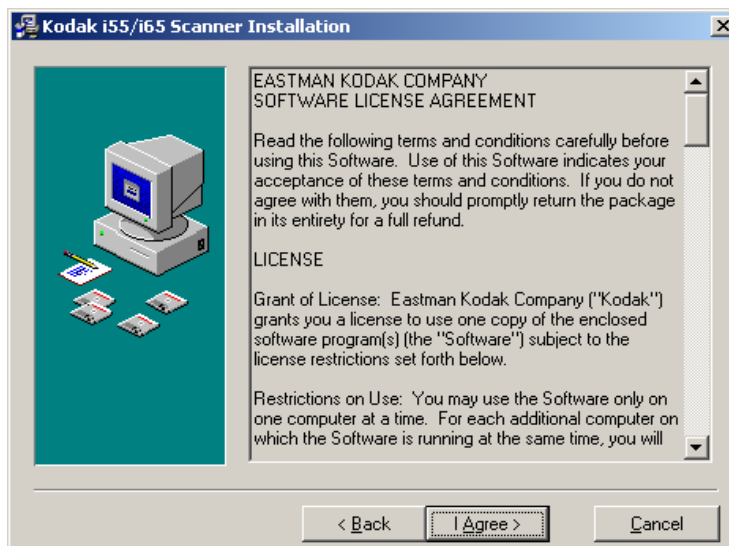 Kodak i55/i65 Scanner Installation
EASTMAN KODAK COMPANY
SOFTWARE LICENSE AGREEMENT
Read the following terms and conditions carefully before
using this Software.  Use of this Software indicates your
acceptance of these terms and conditions.  If you do not
agree with them, you should promptly return the package
in its entirety for a full refund.
LICENSE
Grant of License:  Eastman Kodak Company ("Kodak")
grants you a license to use one copy of the enclosed
software program(s) (the "Software") subject to the
license restrictions set forth below.
Restrictions on Use:  You may use the Software only on
one computer at a time.  For each additional computer on
which the Software is running at the same time, you will
< Back
I Agree >
Cancel